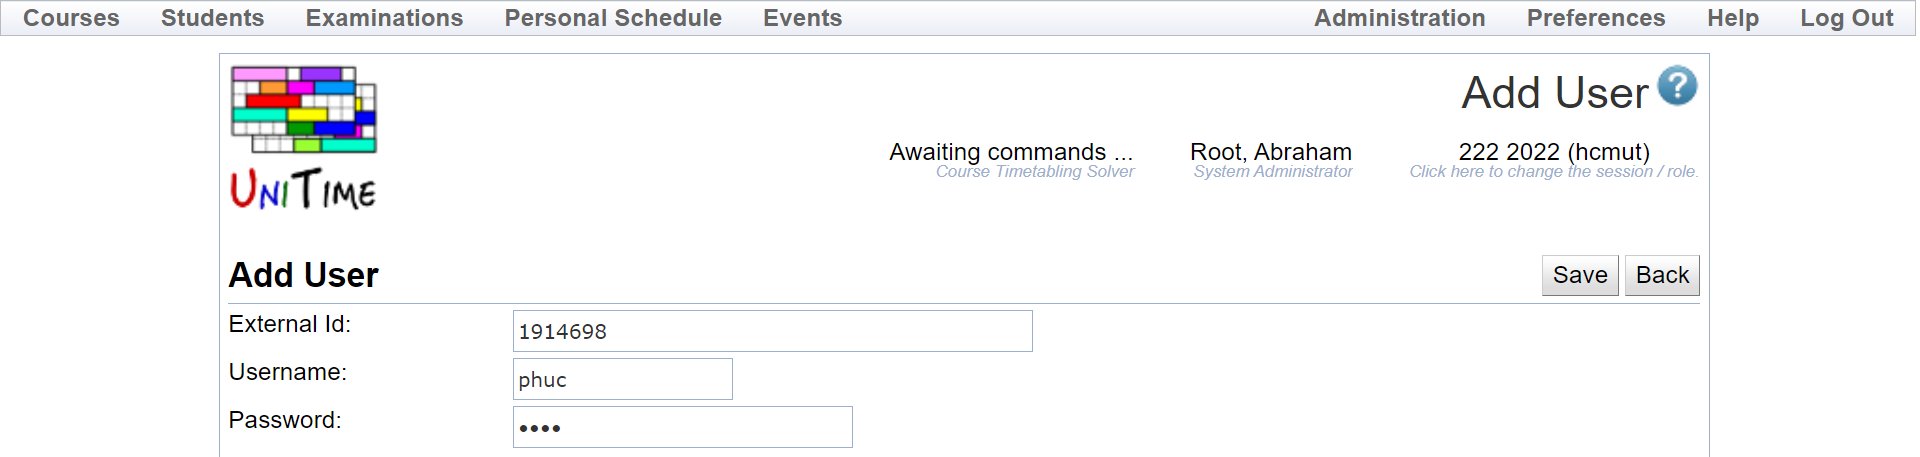 Courses Students Examinations Personal Schedule Events Administration Preferences Help Log Out
UNITIME
Add User ?
Awaiting commands ... Root, Abraham 222 2022 (hcmut)
Course Timetabling Solver System Administrator Click here to change the session / role.
Add User Save Back
External Id: 1914698
Username: phuc
Password: ••••